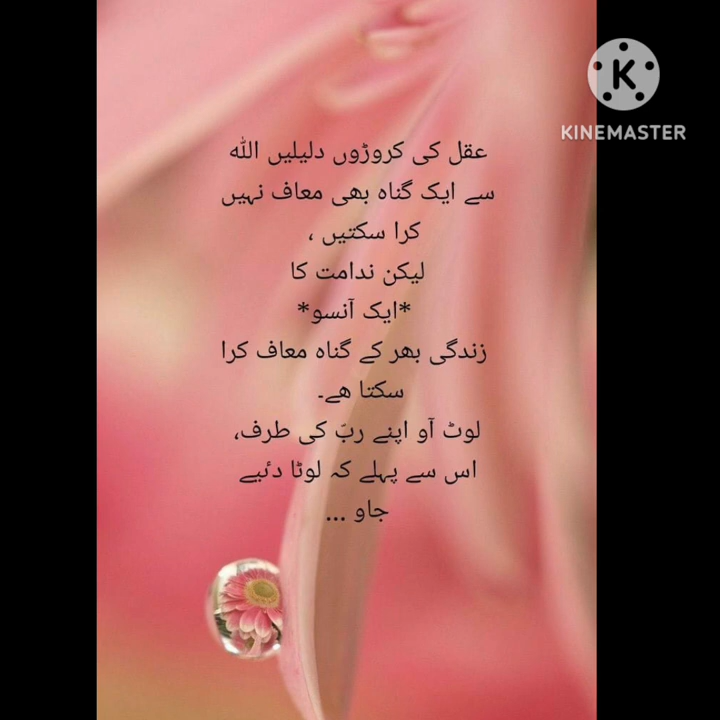 عقل کی کروڑوں دلیلیں اللہ
سے ایک گناہ بھی معاف نہیں
کرا سکتیں ،
لیکن ندامت کا
*ایک آنسو*
زندگی بھر کے گناہ معاف کرا
سکتا ھے۔
لوٹ آو اپنے ربّ کی طرف،
اس سے پہلے کہ لوٹا دئیے
جاو ...
K
KINEMASTER